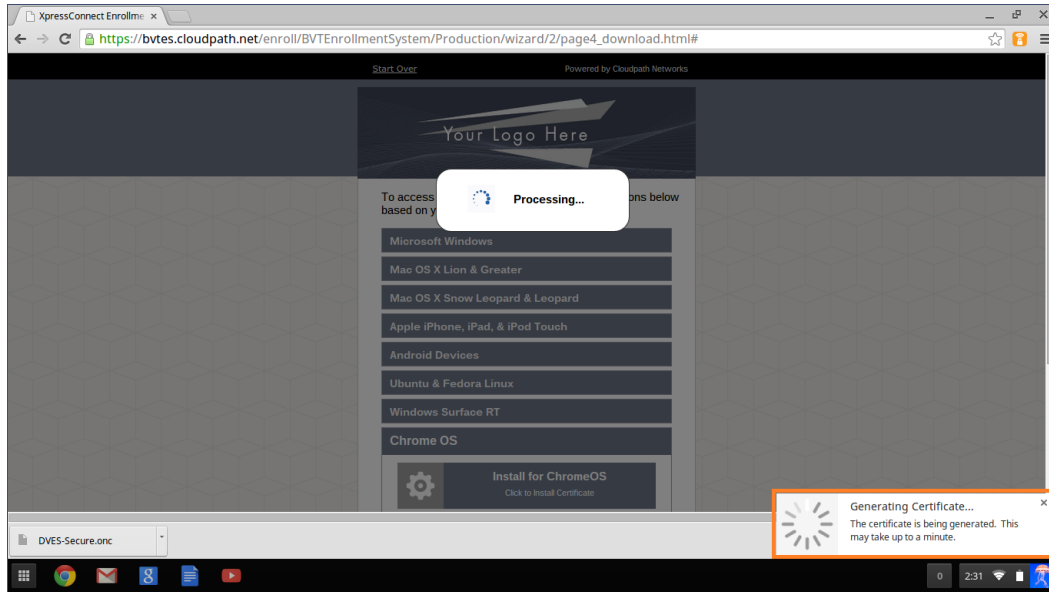 XpressConnect Enrollme
https://bvtes.cloudpath.net/enroll/BVTEnrollmentSystem/Production/wizard/2/page4_download.html#
Start Over
Powered by Cloudpath Networks
Your Logo Here
To access
ons below
based on y
Processing...
Microsoft Windows
Mac OS X Lion & Greater
Mac OS X Snow Leopard & Leopard
Apple iPhone, iPad, & iPod Touch
Android Devices
Ubuntu & Fedora Linux
Windows Surface RT
Chrome OS
Install for ChromeOS
Click to Install Certificate
Generating Certificate...
The certificate is being generated. This
may take up to a minute.
DVES-Secure.onc
8
0
2:31